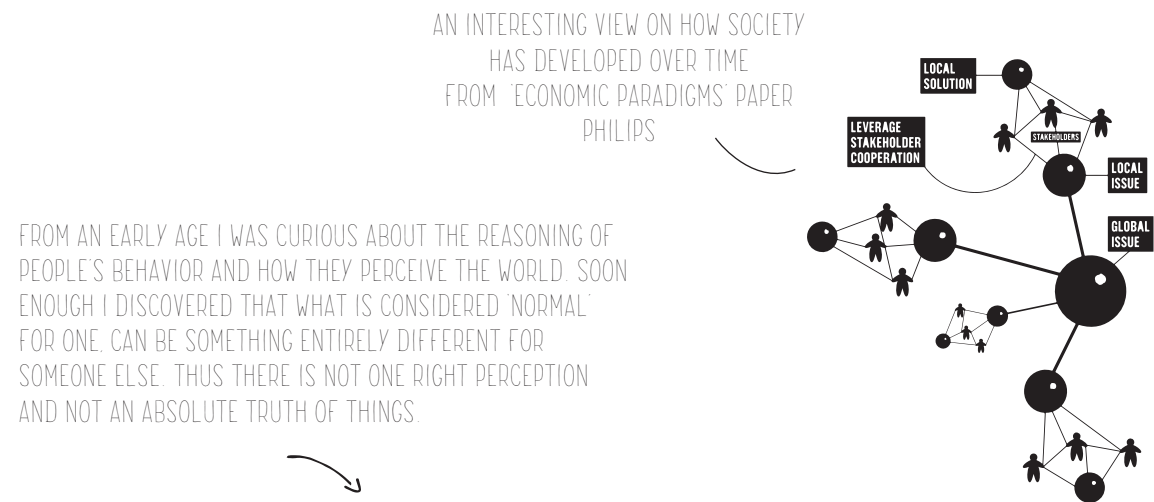 AN INTERESTING VIEW ON HOW SOCIETY
HAS DEVELOPED OVER TIME
FROM 'ECONOMIC PARADIGMS' PAPER
PHILIPS
LOCAL
SOLUTION
LEVERAGE
STAKEHOLDER
COOPERATION
STAKEHOLDERS
LOCAL
ISSUE
GLOBAL
ISSUE
FROM AN EARLY AGE I WAS CURIOUS ABOUT THE REASONING OF
PEOPLE'S BEHAVIOR AND HOW THEY PERCEIVE THE WORLD. SOON
ENOUGH I DISCOVERED THAT WHAT IS CONSIDERED 'NORMAL'
FOR ONE, CAN BE SOMETHING ENTIRELY DIFFERENT FOR
SOMEONE ELSE. THUS THERE IS NOT ONE RIGHT PERCEPTION
AND NOT AN ABSOLUTE TRUTH OF THINGS.